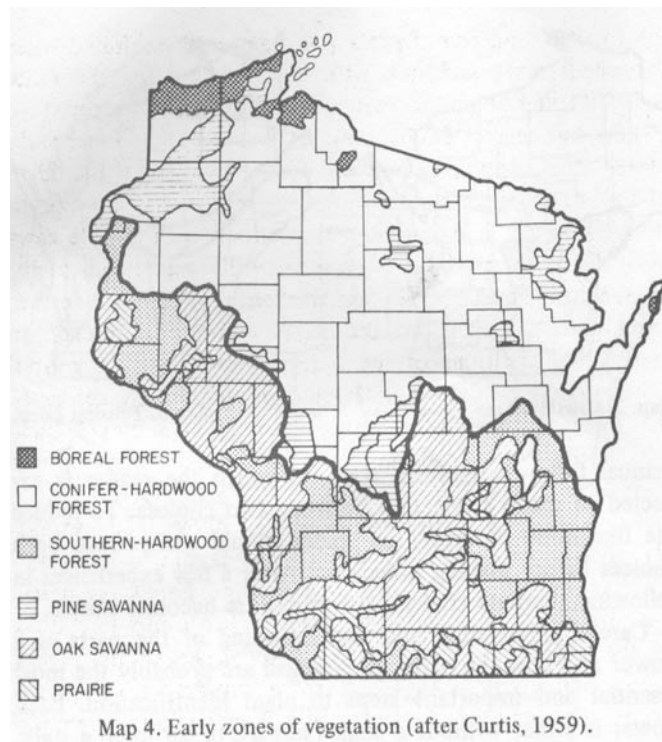 BOREAL FOREST
CONIFER-HARDWOOD
FOREST
SOUTHERN-HARDWOOD
FOREST
PINE SAVANNA
OAK SAVANNA
PRAIRIE
Map 4. Early zones of vegetation (after Curtis, 1959).